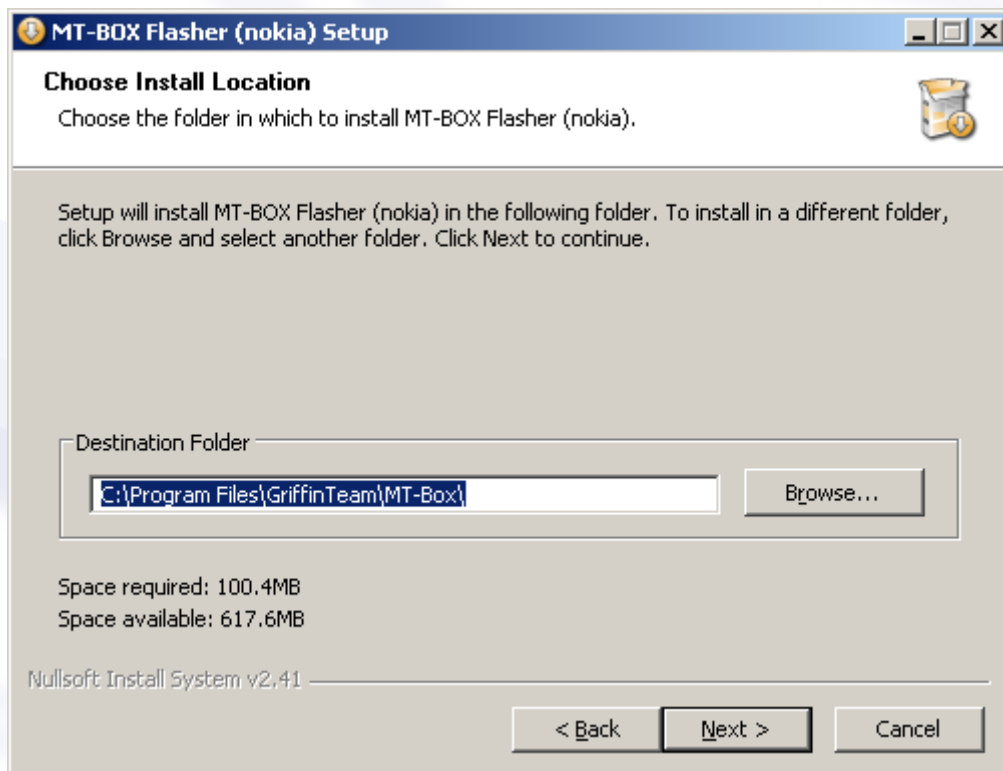 MT-BOX Flasher (nokia) Setup
Choose Install Location
Choose the folder in which to install MT-BOX Flasher (nokia).
Setup will install MT-BOX Flasher (nokia) in the following folder. To install in a different folder,
click Browse and select another folder. Click Next to continue.
Destination Folder
C:\Program Files\GriffinTeam\MT-Box\
Browse...
Space required: 100.4MB
Space available: 617.6MB
Nullsoft Install System v2.41
< Back
Next >
Cancel